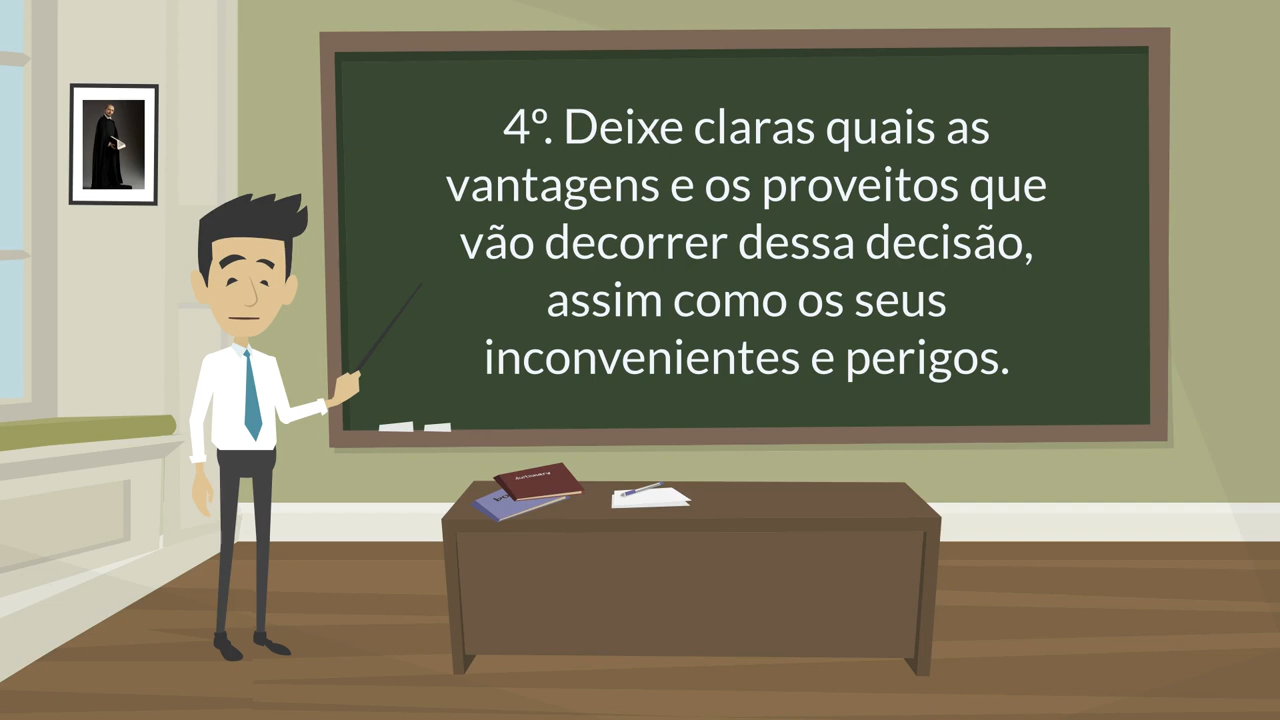 4º. Deixe claras quais as
vantagens e os proveitos que
vão decorrer dessa decisão,
assim como os seus
inconvenientes e perigos.